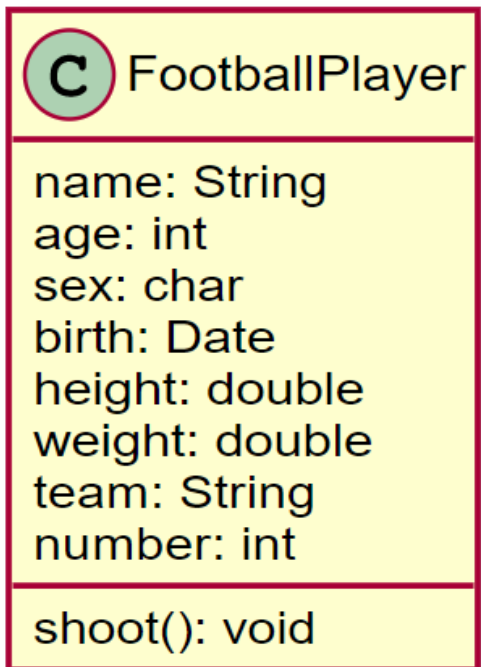 C FootballPlayer
name: String
age: int
sex: char
birth: Date
height: double
weight: double
team: String
number: int
shoot(): void